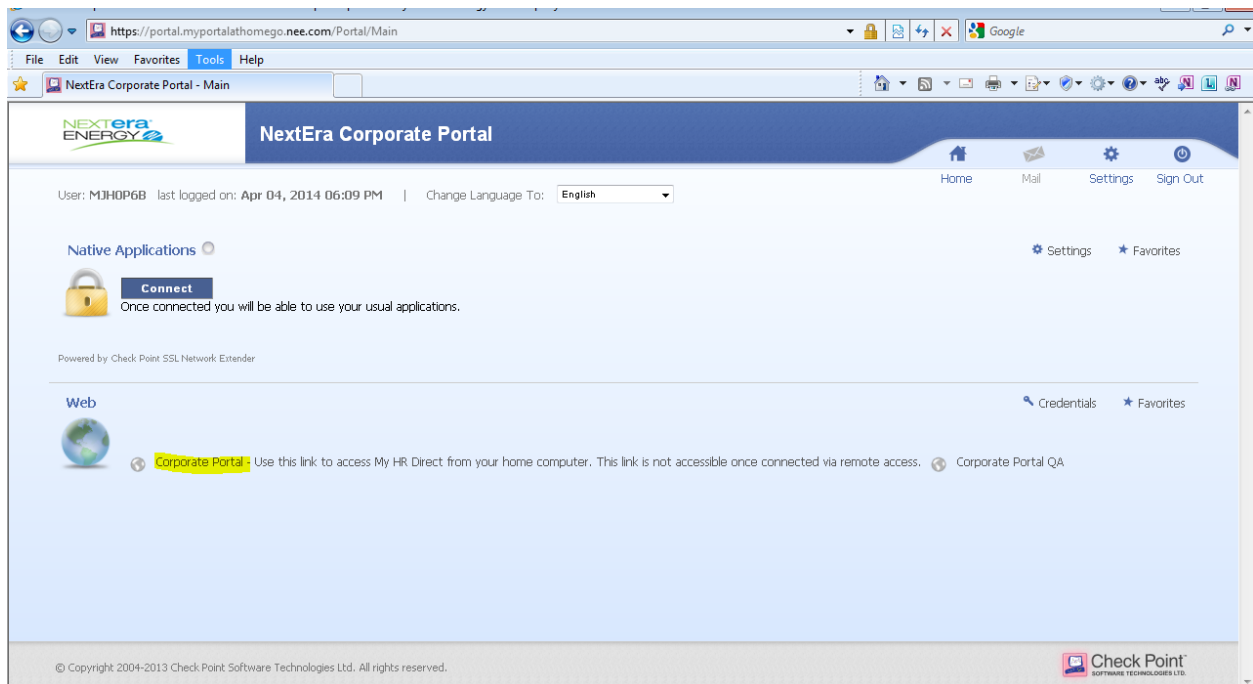 https://portal.myportalathomego.nee.com/Portal/Main
Google
File Edit View Favorites Tools Help
NextEra Corporate Portal - Main
NEXTera ENERGY
NextEra Corporate Portal
Home Mail Settings Sign Out
User: MJH0P6B last logged on: Apr 04, 2014 06:09 PM | Change Language To: English
Native Applications
Settings Favorites
Connect
Once connected you will be able to use your usual applications.
Powered by Check Point SSL Network Extender
Web
Credentials Favorites
Corporate Portal - Use this link to access My HR Direct from your home computer. This link is not accessible once connected via remote access. Corporate Portal QA
© Copyright 2004-2013 Check Point Software Technologies Ltd. All rights reserved.
Check Point
SOFTWARE TECHNOLOGIES LTD.